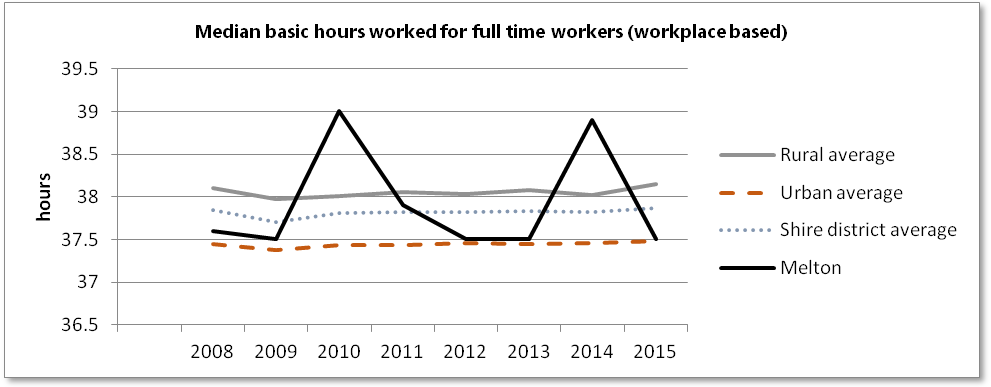 Median basic hours worked for full time workers (workplace based)
hours
39.5
39
38.5
38
37.5
37
36.5
2008 2009 2010 2011 2012 2013 2014 2015
Rural average
Urban average
Shire district average
Melton